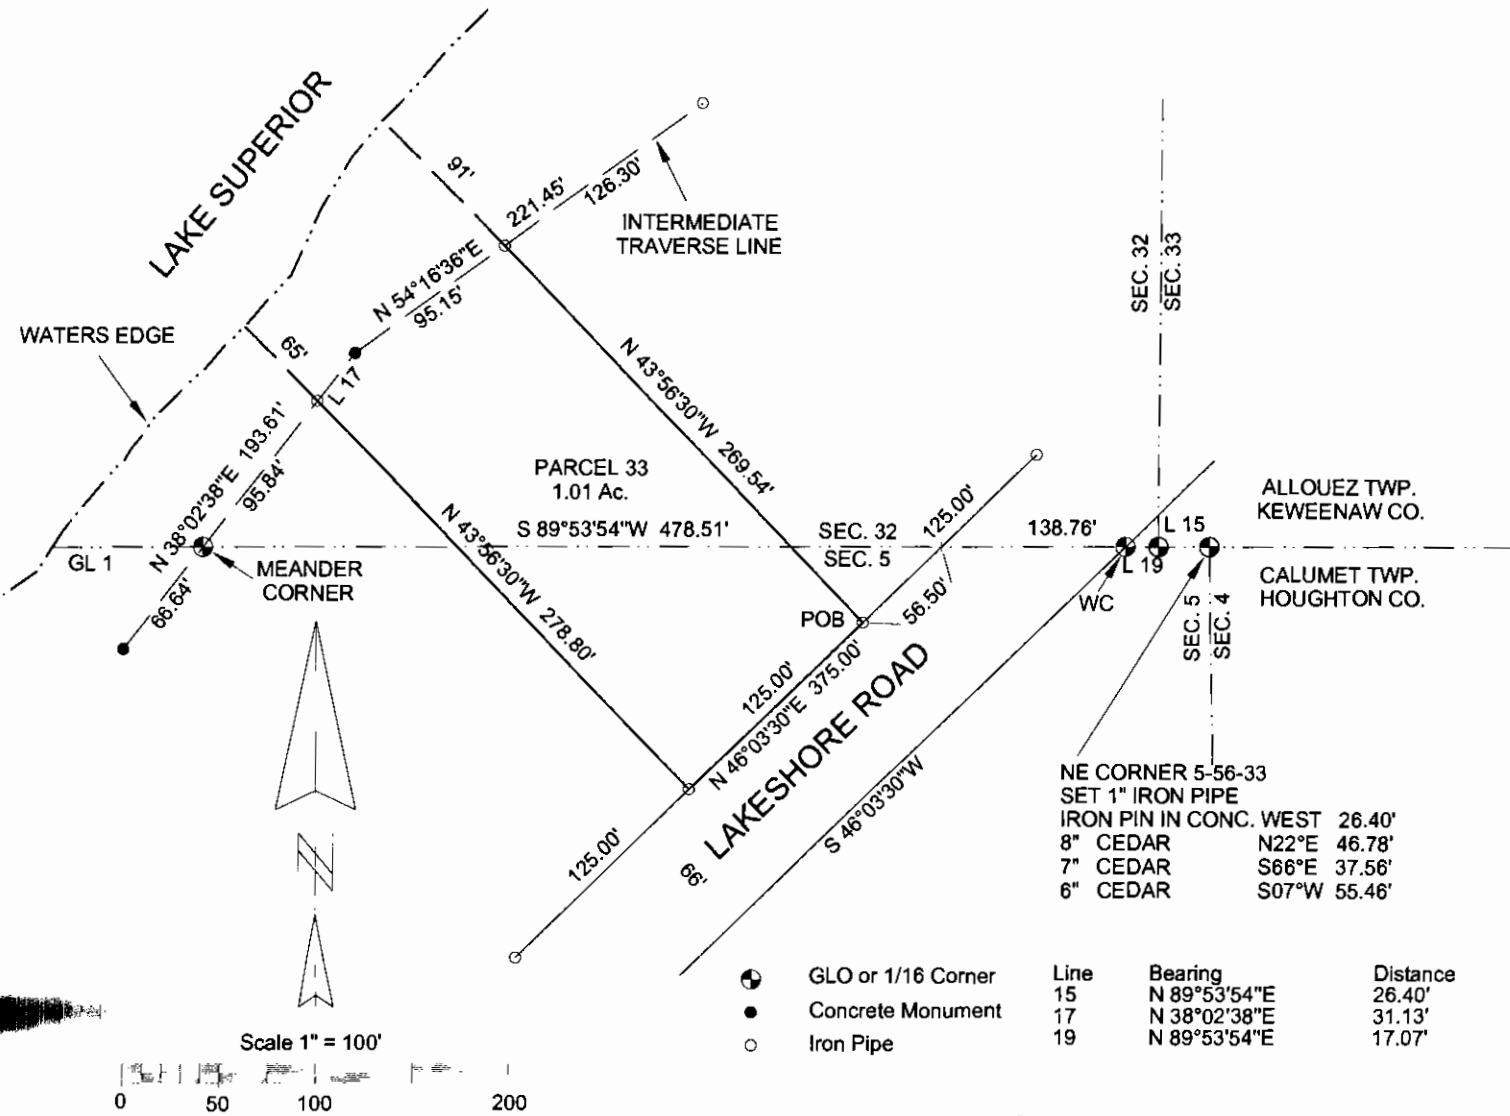 LAKE SUPERIOR
91'
221.45'
126.30'
INTERMEDIATE
TRAVERSE LINE
N 54°16'36"E
95.15'
SEC. 32
SEC. 33
WATERS EDGE
65'
L 17
N 38°02'38"E 193.61'
95.84'
N 43°56'30"W 269.54'
PARCEL 33
1.01 Ac.
S 89°53'54"W 478.51'
SEC. 32
SEC. 5
125.00'
138.76'
L 15
L 19
ALLOUEZ TWP.
KEWEENAW CO.
CALUMET TWP.
HOUGHTON CO.
GL 1
MEANDER
CORNER
66.64'
N 43°56'30"W 278.80'
POB
56.50'
WC
SEC. 5
SEC. 4
125.00'
N 46°03'30"E 375.00'
LAKESHORE ROAD
66'
S 46°03'30"W
125.00'
NE CORNER 5-56-33
SET 1" IRON PIPE
IRON PIN IN CONC. WEST 26.40'
8" CEDAR N22°E 46.78'
7" CEDAR S66°E 37.56'
6" CEDAR S07°W 55.46'
N
GLO or 1/16 Corner
Concrete Monument
Iron Pipe
Line Bearing Distance
15 N 89°53'54"E 26.40'
17 N 38°02'38"E 31.13'
19 N 89°53'54"E 17.07'
Scale 1" = 100'
0 50 100 200